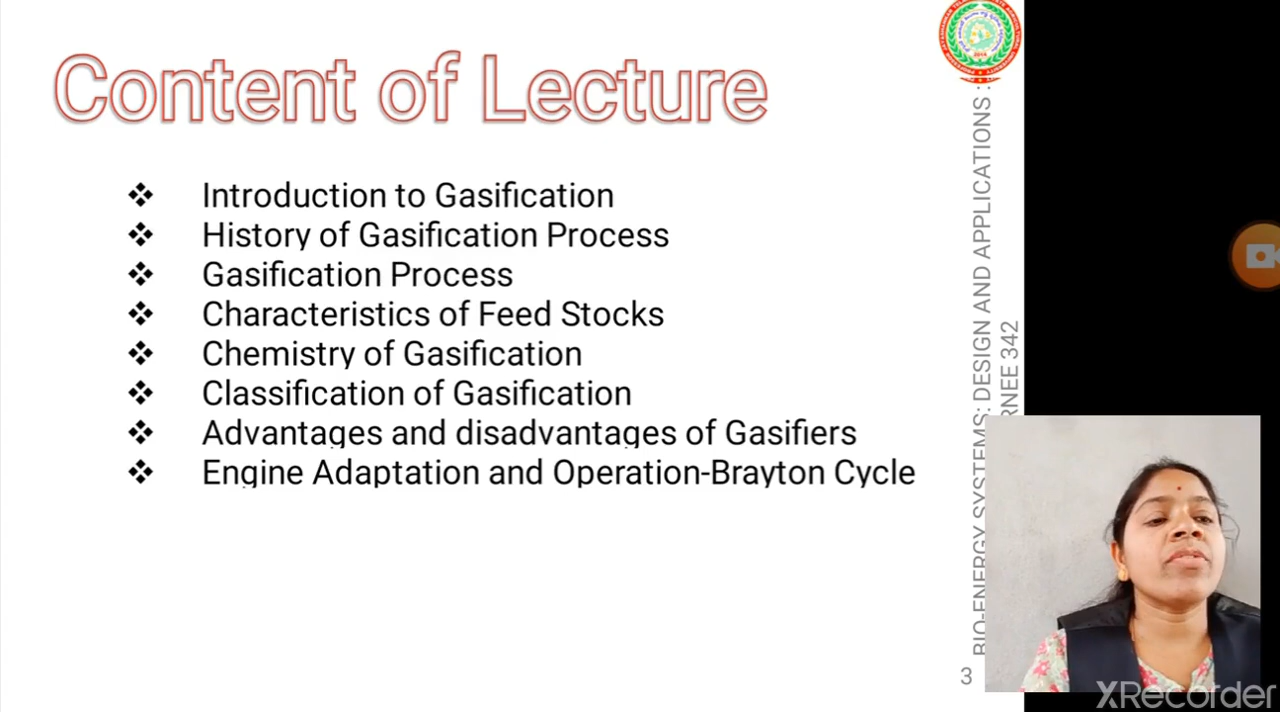 Content of Lecture
❖ Introduction to Gasification
❖ History of Gasification Process
❖ Gasification Process
❖ Characteristics of Feed Stocks
❖ Chemistry of Gasification
❖ Classification of Gasification
❖ Advantages and disadvantages of Gasifiers
❖ Engine Adaptation and Operation-Brayton Cycle
BIO-ENERGY SYSTEMS: DESIGN AND APPLICATIONS :
RNEE 342
3
XRecorder